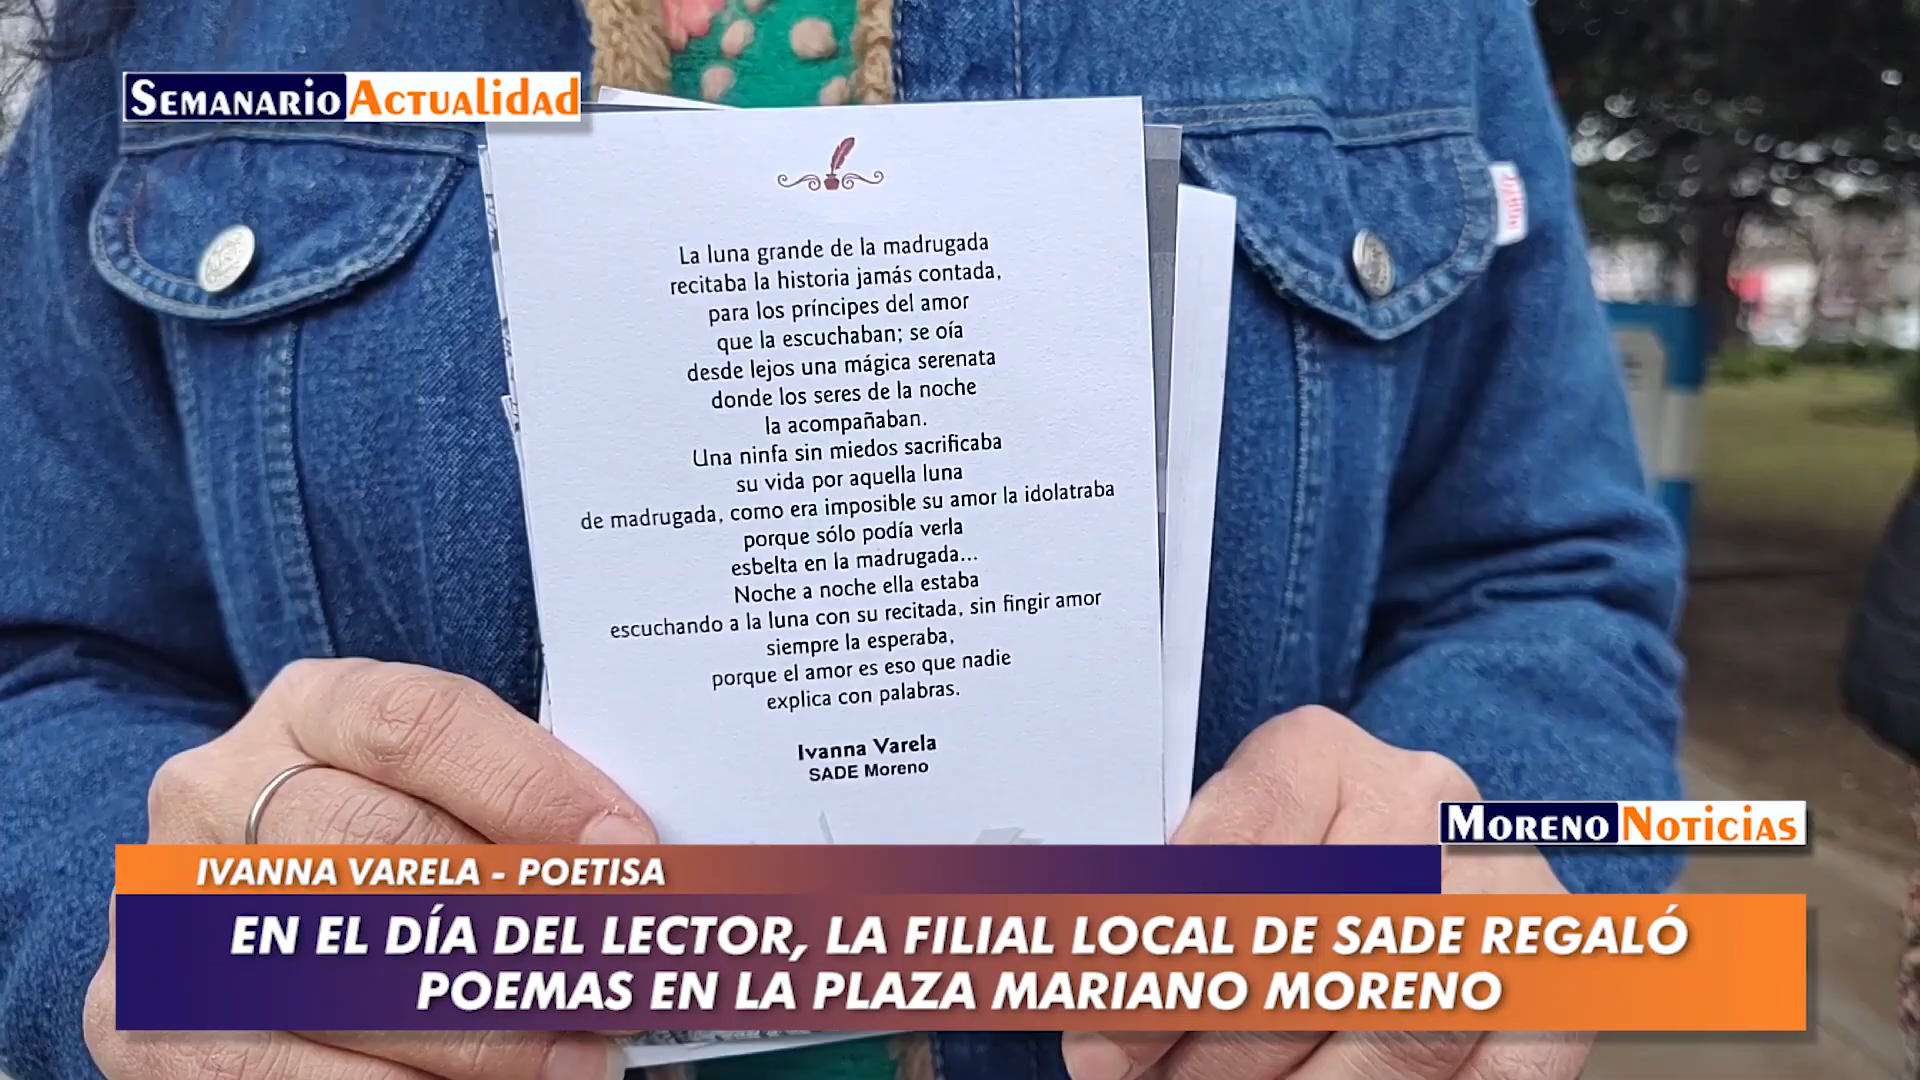 Semanario Actualidad
La luna grande de la madrugada
recitaba la historia jamás contada,
para los príncipes del amor
que la escuchaban; se oía
desde lejos una mágica serenata
donde los seres de la noche
la acompañaban.
Una ninfa sin miedos sacrificaba
su vida por aquella luna
de madrugada, como era imposible su amor la idolatraba
porque sólo podía verla
esbelta en la madrugada...
Noche a noche ella estaba
escuchando a la luna con su recitada, sin fingir amor
siempre la esperaba,
porque el amor es eso que nadie
explica con palabras.
Ivanna Varela
SADE Moreno
Moreno Noticias
IVANNA VARELA - POETISA
EN EL DÍA DEL LECTOR, LA FILIAL LOCAL DE SADE REGALÓ
POEMAS EN LA PLAZA MARIANO MORENO